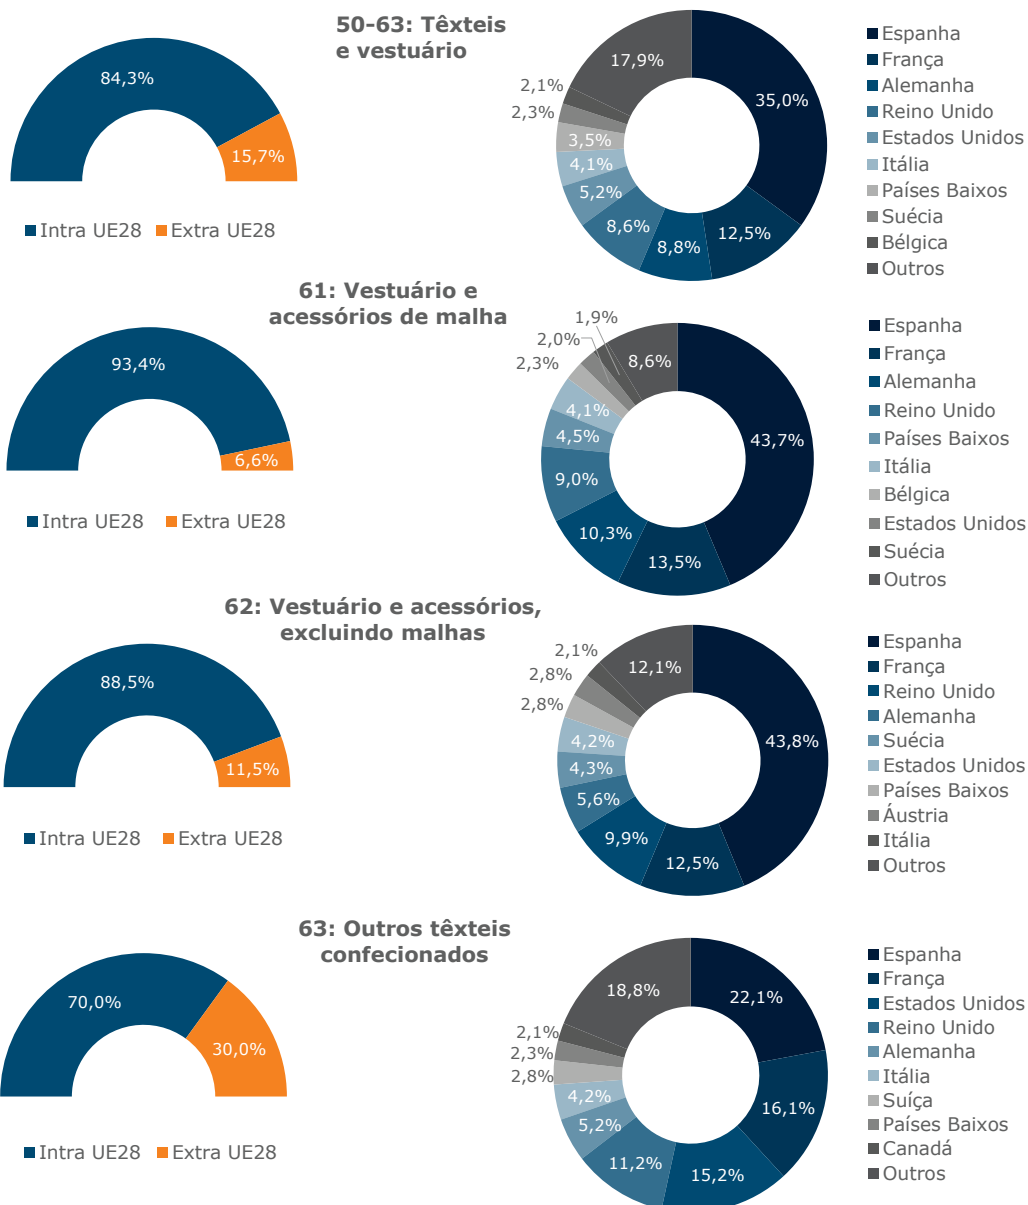 50-63: Têxteis
e vestuário
84,3%
15,7%
Intra UE28
Extra UE28
17,9%
2,1%
2,3%
3,5%
4,1%
5,2%
8,6%
8,8%
12,5%
35,0%
Espanha
França
Alemanha
Reino Unido
Estados Unidos
Itália
Países Baixos
Suécia
Bélgica
Outros
61: Vestuário e
acessórios de malha
93,4%
6,6%
Intra UE28
Extra UE28
1,9%
2,0%
2,3%
8,6%
4,1%
4,5%
9,0%
10,3%
13,5%
43,7%
Espanha
França
Alemanha
Reino Unido
Países Baixos
Itália
Bélgica
Estados Unidos
Suécia
Outros
62: Vestuário e acessórios,
excluindo malhas
88,5%
11,5%
Intra UE28
Extra UE28
2,1%
2,8%
2,8%
12,1%
4,2%
4,3%
5,6%
9,9%
12,5%
43,8%
Espanha
França
Reino Unido
Alemanha
Suécia
Estados Unidos
Países Baixos
Áustria
Itália
Outros
63: Outros têxteis
confecionados
70,0%
30,0%
Intra UE28
Extra UE28
18,8%
2,1%
2,3%
2,8%
4,2%
5,2%
11,2%
15,2%
16,1%
22,1%
Espanha
França
Estados Unidos
Reino Unido
Alemanha
Itália
Suíça
Países Baixos
Canadá
Outros